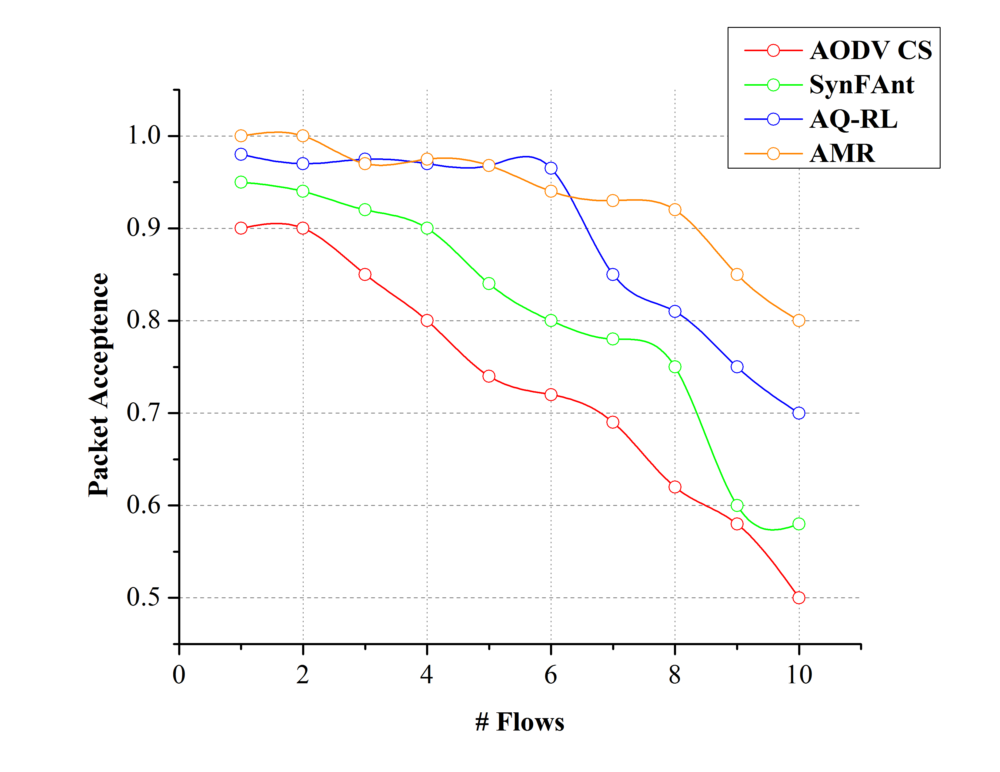 AODV CS
SynFAnt
AQ-RL
AMR
1.0
0.9
0.8
0.7
0.6
0.5
Packet Acceptence
0 2 4 6 8 10
# Flows